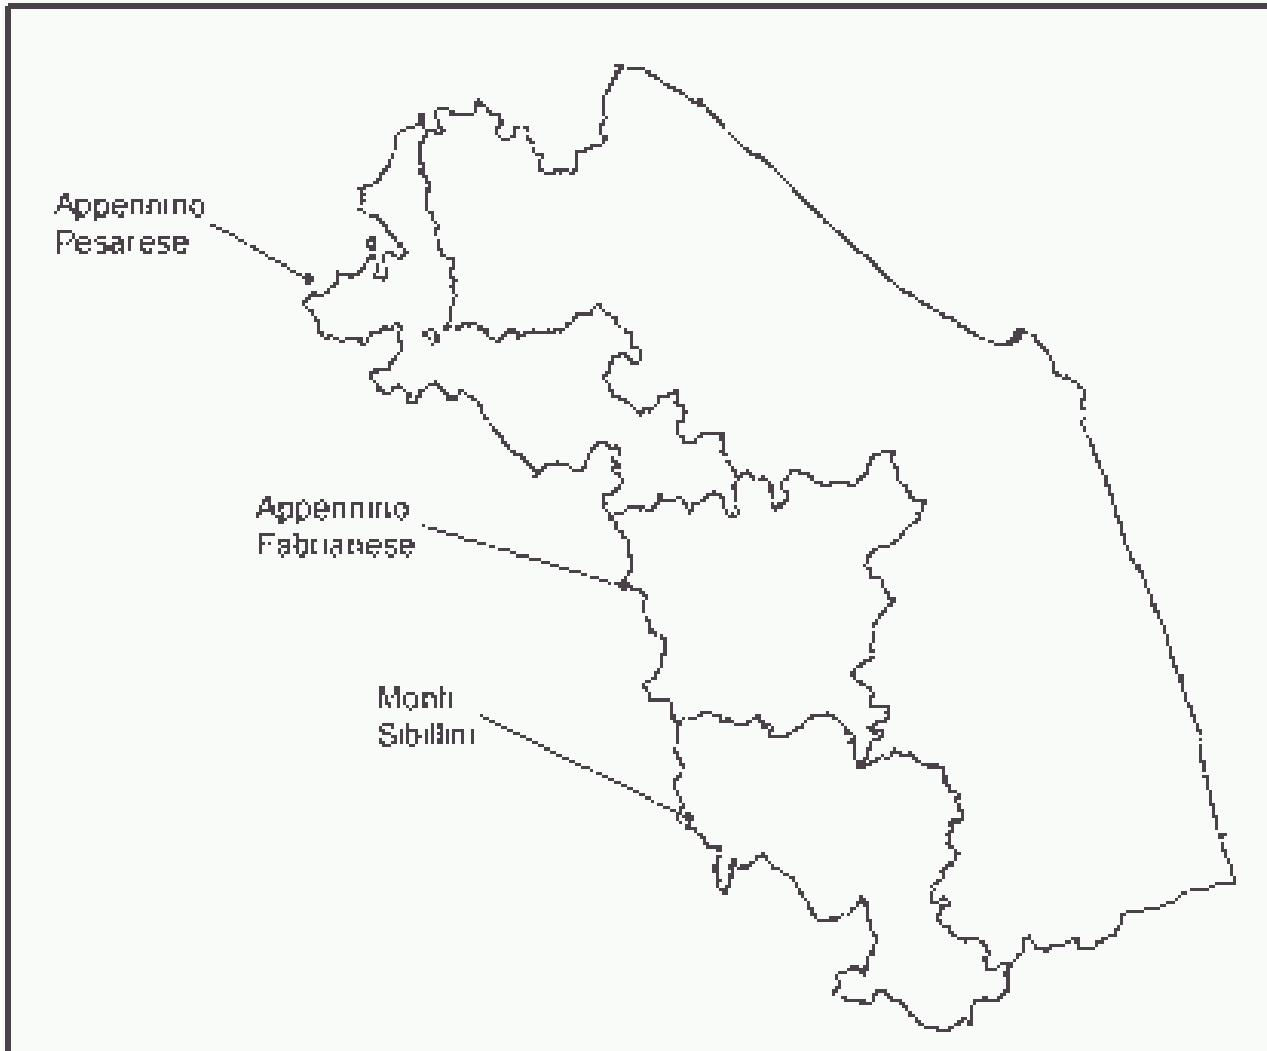 Appennino
Pesarese
Appennino
Fabrianese
Monti
Sibillini